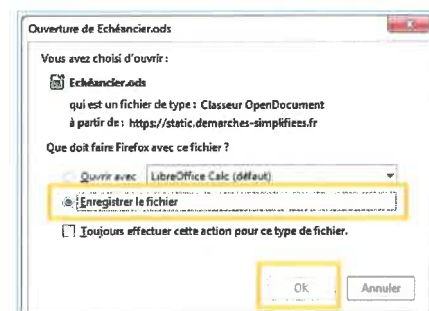 Ouverture de Echéancier.ods
Vous avez choisi d'ouvrir :
Echéancier.ods
qui est un fichier de type : Classeur OpenDocument
à partir de : https://static.demarches-simplifiees.fr
Que doit faire Firefox avec ce fichier ?
Ouvrir avec LibreOffice Calc (défaut)
Enregistrer le fichier
Toujours effectuer cette action pour ce type de fichier.
Ok Annuler